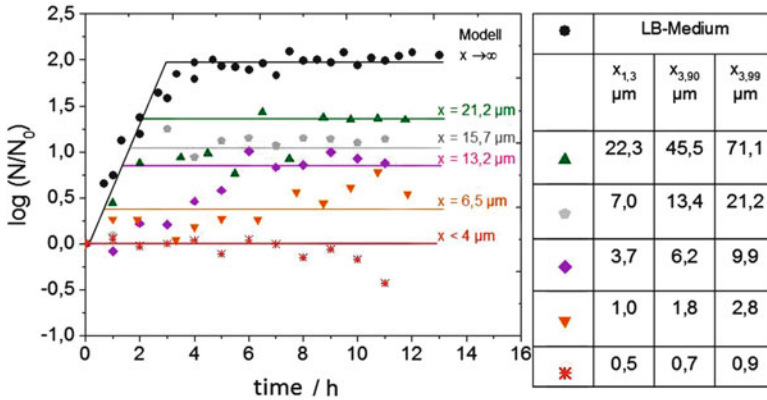 log (N/N0)
2,0
1,5
1,0
0,5
0,0
-0,5
-1,0
0 2 4 6 8 10 12 14 16
time / h
Modell
x →∞
x = 21,2 µm
x = 15,7 µm
x = 13,2 µm
x = 6,5 µm
x < 4 µm
LB-Medium
x1,3 µm x3,90 µm x3,99 µm
22,3 45,5 71,1
7,0 13,4 21,2
3,7 6,2 9,9
1,0 1,8 2,8
0,5 0,7 0,9